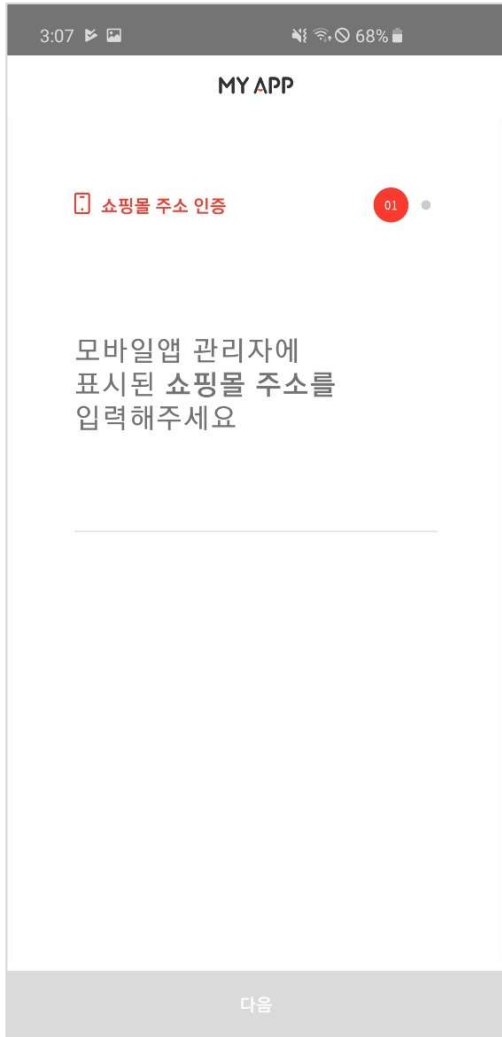 3:07 68%
MY APP
쇼핑몰 주소 인증 01
모바일앱 관리자에
표시된 쇼핑몰 주소를
입력해주세요
다음